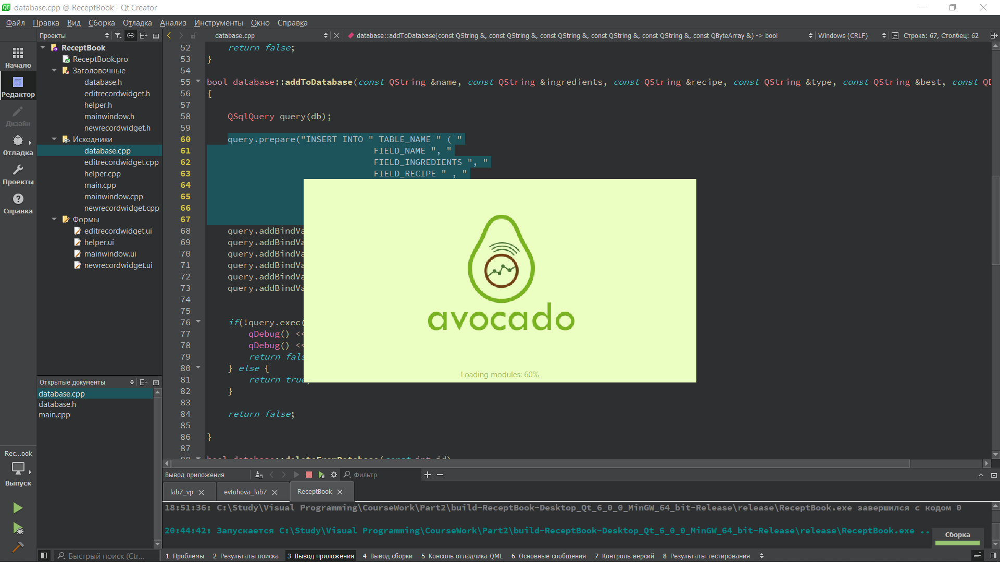 database.cpp @ ReceptBook - Qt Creator
Файл Правка Вид Сборка Отладка Анализ Инструменты Окно Справка
Проекты
database.cpp
database::addToDatabase(const QString &, const QString &, const QString &, const QString &, const QString &, const QByteArray &) -> bool
Windows (CRLF)
Строка: 67, Столбец: 62
Начало
Редактор
Дизайн
Отладка
Проекты
Справка
ReceptBook
ReceptBook.pro
Заголовочные
database.h
editrecordwidget.h
helper.h
mainwindow.h
newrecordwidget.h
Исходники
database.cpp
editrecordwidget.cpp
helper.cpp
main.cpp
mainwindow.cpp
newrecordwidget.cpp
Формы
editrecordwidget.ui
helper.ui
mainwindow.ui
newrecordwidget.ui
52 return false;
53 }
54
55 bool database::addToDatabase(const QString &name, const QString &ingredients, const QString &recipe, const QString &type, const QString &best, const QB
56 {
57
58 QSqlQuery query(db);
59
60 query.prepare("INSERT INTO " TABLE_NAME " ( "
61 FIELD_NAME ", "
62 FIELD_INGREDIENTS ", "
63 FIELD_RECIPE " , "
64
65
66
67
68 query.addBindVa
69 query.addBindVa
70 query.addBindVa
71 query.addBindVa
72 query.addBindVa
73 query.addBindVa
74
75
76 if(!query.exec(
77 qDebug() <<
78 qDebug() <<
79 return fals
80 } else {
81 return true;
82 }
83
84 return false;
85
86 }
87
88 bool database::deleteFromDatabase(const int id)
avocado
Loading modules: 60%
Открытые документы
database.cpp
database.h
main.cpp
Rec...ook
Выпуск
Вывод приложения
Фильтр
lab7_vp
evtuhova_lab7
ReceptBook
18:51:36: C:\Study\Visual Programming\CourseWork\Part2\build-ReceptBook-Desktop_Qt_6_0_0_MinGW_64_bit-Release\release\ReceptBook.exe завершился с кодом 0
20:44:42: Запускается C:\Study\Visual Programming\CourseWork\Part2\build-ReceptBook-Desktop_Qt_6_0_0_MinGW_64_bit-Release\release\ReceptBook.exe ..
Сборка
Быстрый поиск (Ctr...
1 Проблемы 2 Результаты поиска 3 Вывод приложения 4 Вывод сборки 5 Консоль отладчика QML 6 Основные сообщения 7 Контроль версий 8 Результаты тестирования